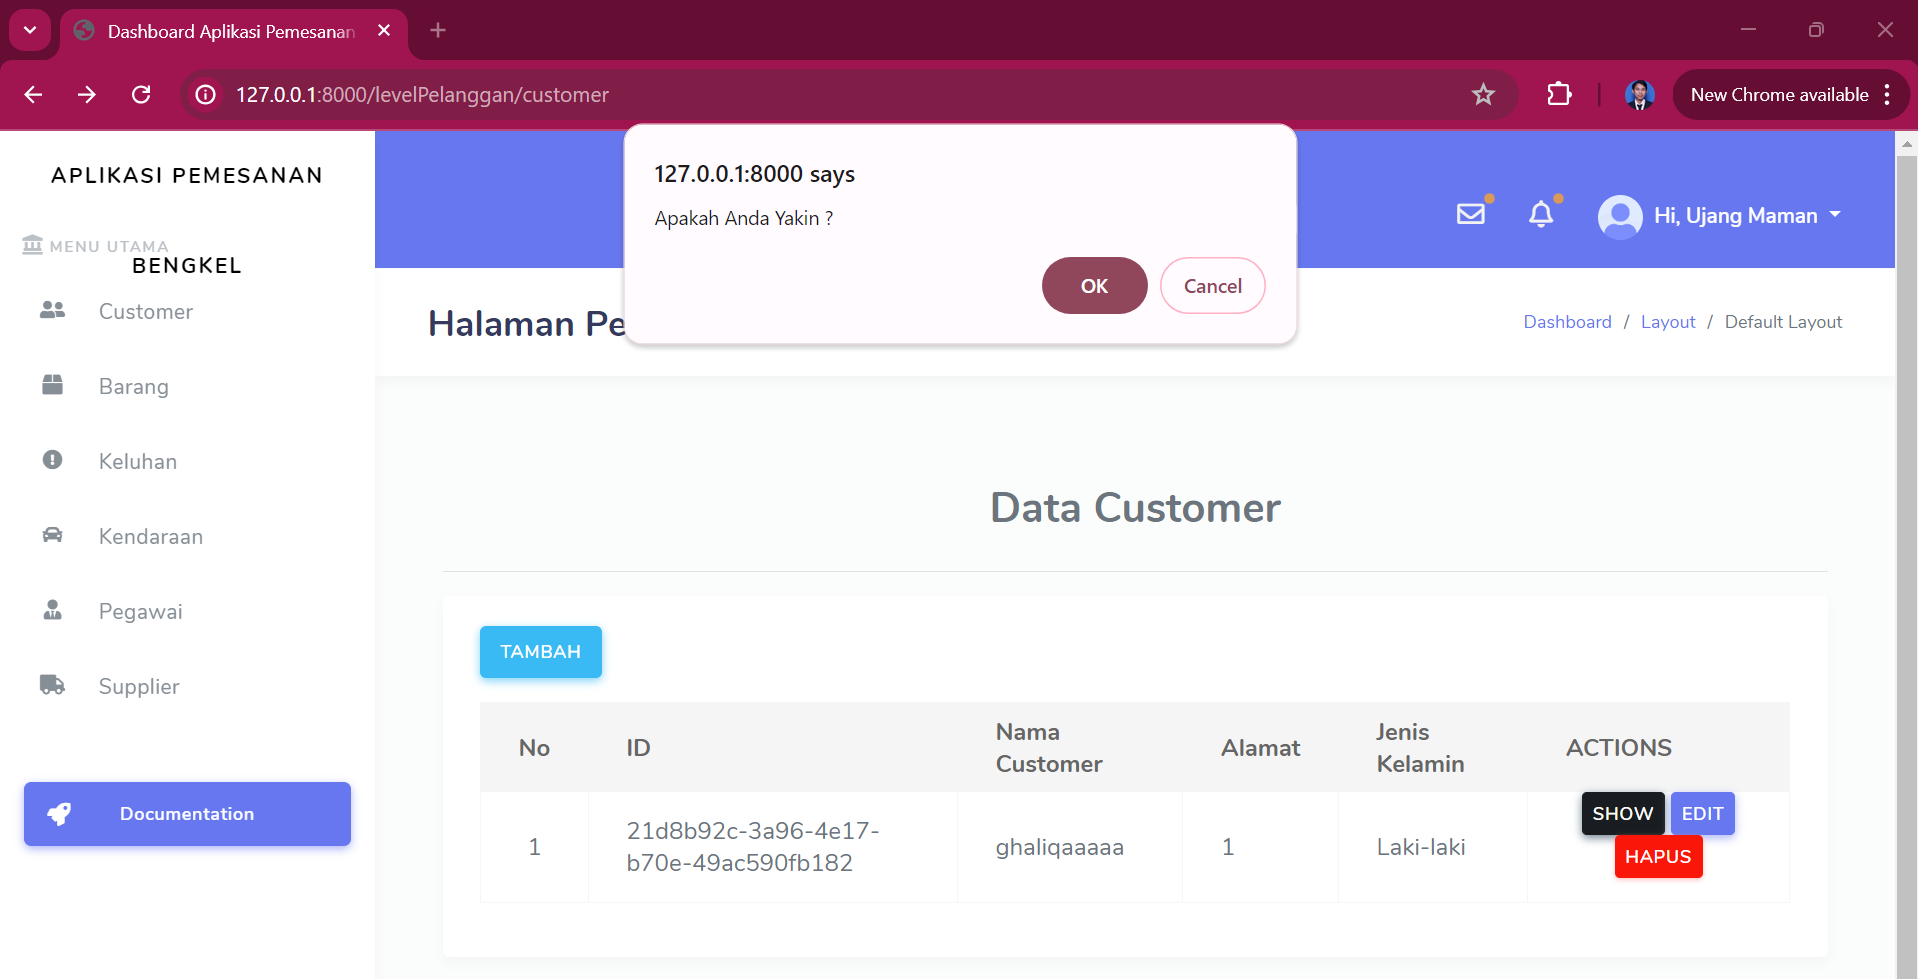 Dashboard Aplikasi Pemesanan
127.0.0.1:8000/levelPelanggan/customer
New Chrome available
127.0.0.1:8000 says
Apakah Anda Yakin ?
OK
Cancel
APLIKASI PEMESANAN
BENGKEL
MENU UTAMA
Customer
Barang
Keluhan
Kendaraan
Pegawai
Supplier
Documentation
Hi, Ujang Maman
Halaman Pe
Dashboard / Layout / Default Layout
Data Customer
TAMBAH
No ID Nama Customer Alamat Jenis Kelamin ACTIONS
1 21d8b92c-3a96-4e17-b70e-49ac590fb182 ghaliqaaaaa 1 Laki-laki SHOW EDIT
HAPUS